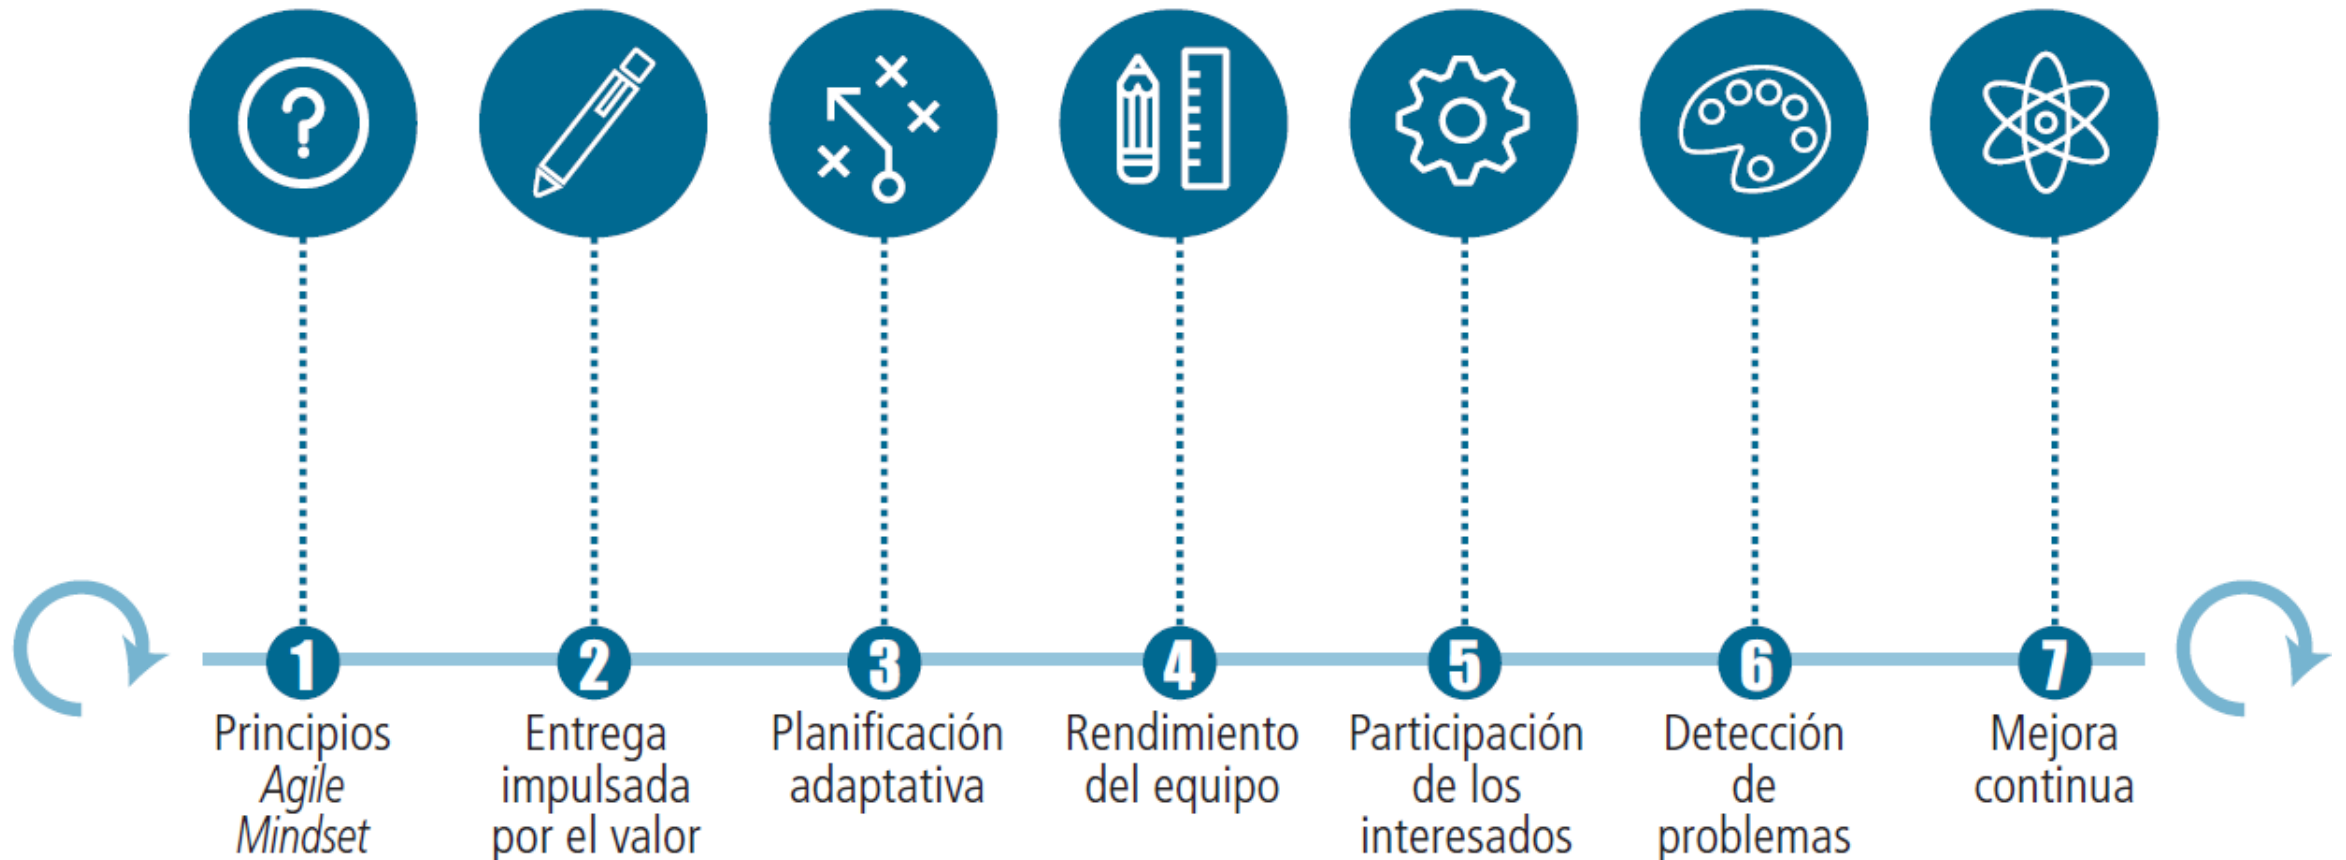 ?
1
Principios
Agile
Mindset
2
Entrega
impulsada
por el valor
3
Planificación
adaptativa
4
Rendimiento
del equipo
5
Participación
de los
interesados
6
Detección
de
problemas
7
Mejora
continua